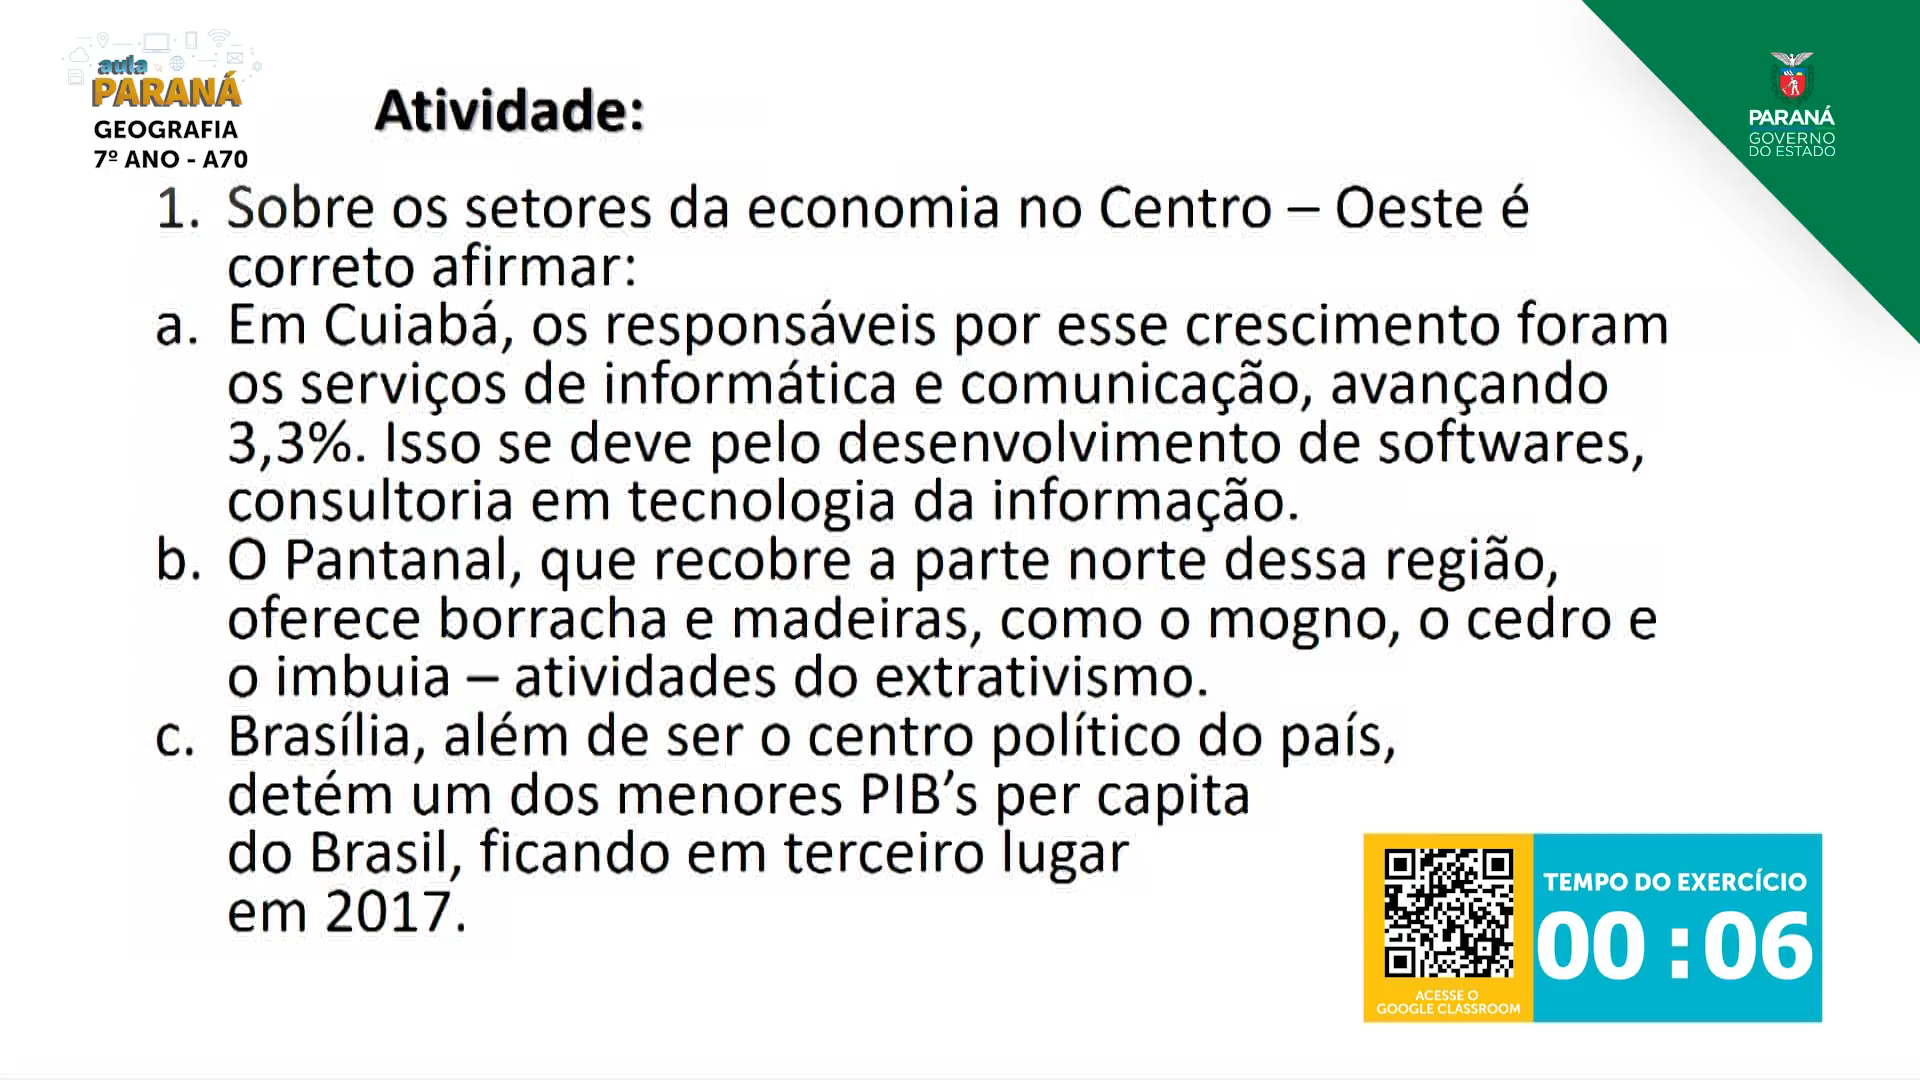 aula
PARANÁ
GEOGRAFIA
7º ANO - A70
Atividade:
PARANÁ
GOVERNO
DO ESTADO
1. Sobre os setores da economia no Centro – Oeste é
correto afirmar:
a. Em Cuiabá, os responsáveis por esse crescimento foram
os serviços de informática e comunicação, avançando
3,3%. Isso se deve pelo desenvolvimento de softwares,
consultoria em tecnologia da informação.
b. O Pantanal, que recobre a parte norte dessa região,
oferece borracha e madeiras, como o mogno, o cedro e
o imbuia – atividades do extrativismo.
c. Brasília, além de ser o centro político do país,
detém um dos menores PIB’s per capita
do Brasil, ficando em terceiro lugar
em 2017.
TEMPO DO EXERCÍCIO
00:06
ACESSE O
GOOGLE CLASSROOM